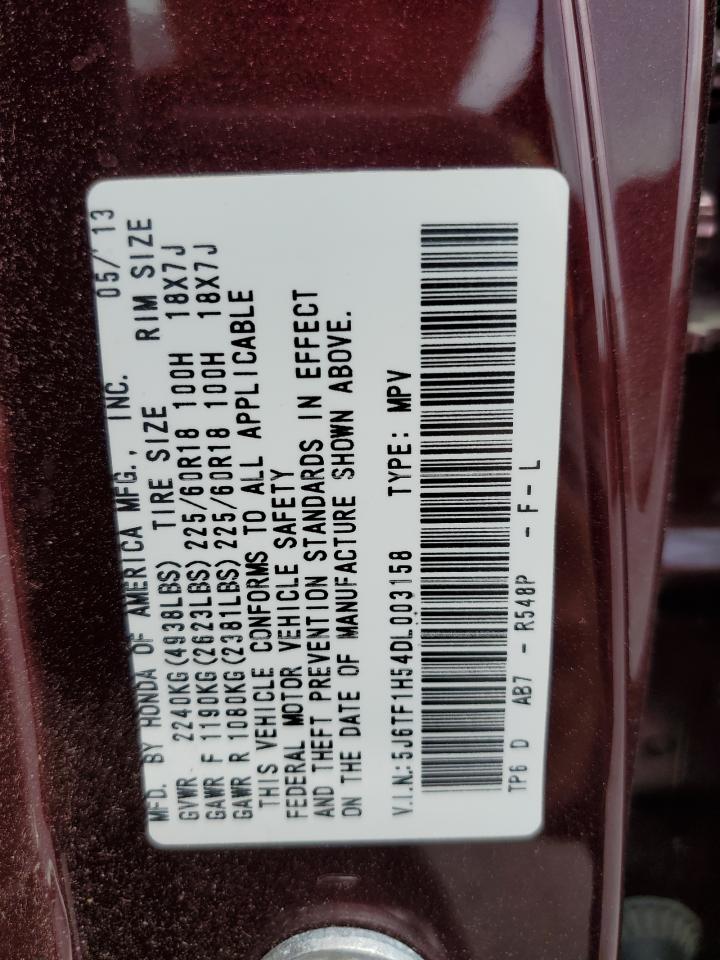 MFD. BY HONDA OF AMERICA MFG., INC. 05/ 13
GVWR 2240KG(4938LBS) TIRE SIZE RIM SIZE
GAWR F 1190KG(2623LBS) 225/60R18 100H 18X7J
GAWR R 1080KG(2381LBS) 225/60R18 100H 18X7J
THIS VEHICLE CONFORMS TO ALL APPLICABLE
FEDERAL MOTOR VEHICLE SAFETY
AND THEFT PREVENTION STANDARDS IN EFFECT
ON THE DATE OF MANUFACTURE SHOWN ABOVE.
V.I.N.: 5J6TF1H54DL003158 TYPE: MPV
TP6 D AB7 - R548P - F - L